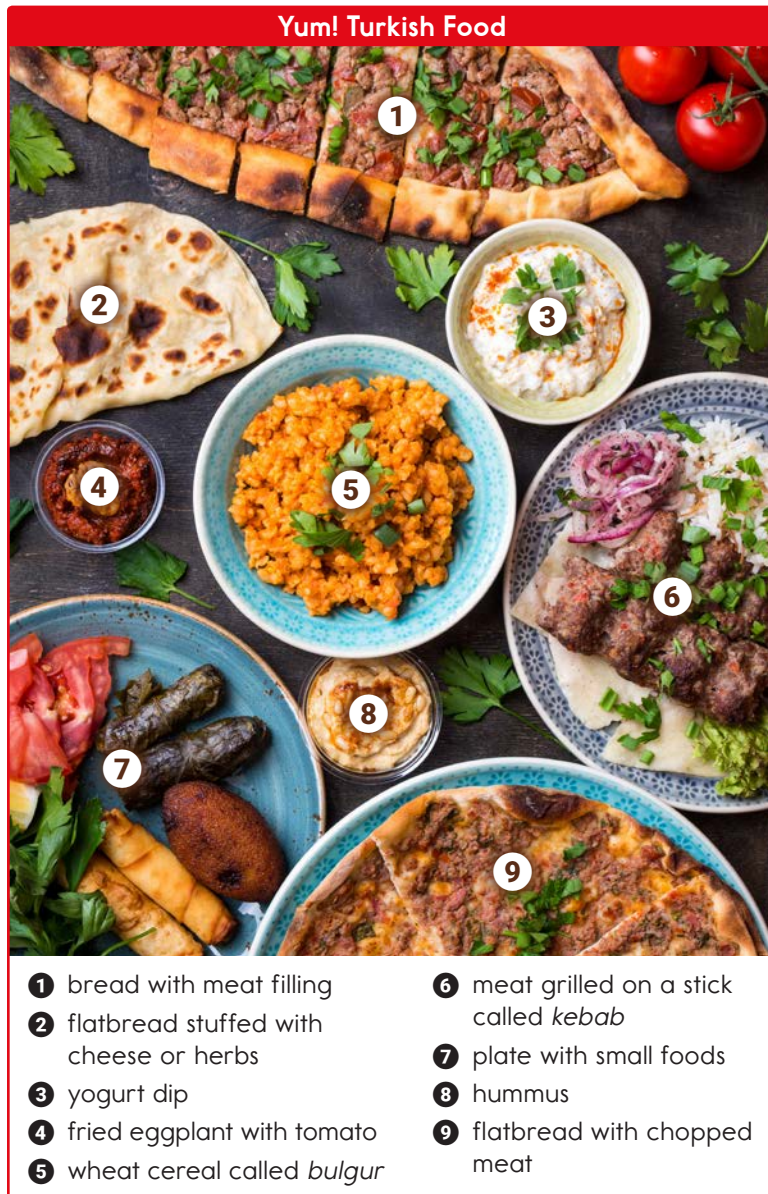 Yum! Turkish Food
1
2
3
4
5
6
7
8
9
1 bread with meat filling
2 flatbread stuffed with
cheese or herbs
3 yogurt dip
4 fried eggplant with tomato
5 wheat cereal called bulgur
6 meat grilled on a stick
called kebab
7 plate with small foods
8 hummus
9 flatbread with chopped
meat